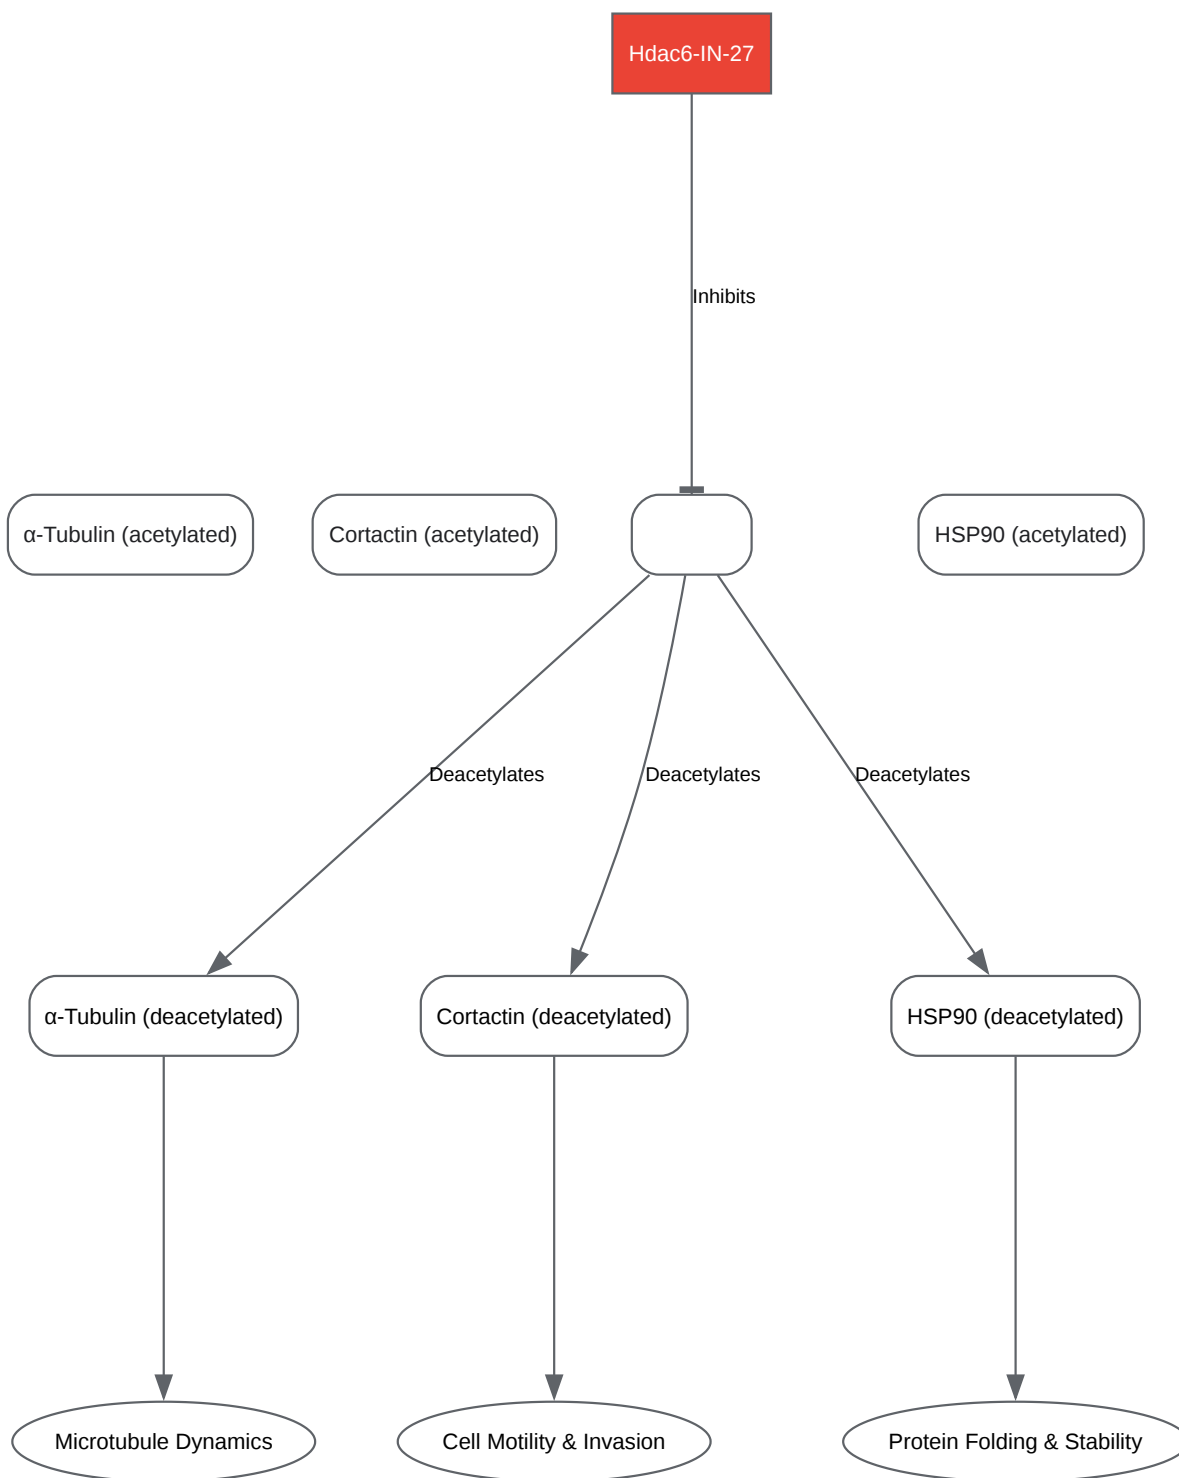 Hdac6-IN-27
Inhibits
α-Tubulin (acetylated)
Cortactin (acetylated)
HSP90 (acetylated)
Deacetylates
Deacetylates
Deacetylates
α-Tubulin (deacetylated)
Cortactin (deacetylated)
HSP90 (deacetylated)
Microtubule Dynamics
Cell Motility & Invasion
Protein Folding & Stability